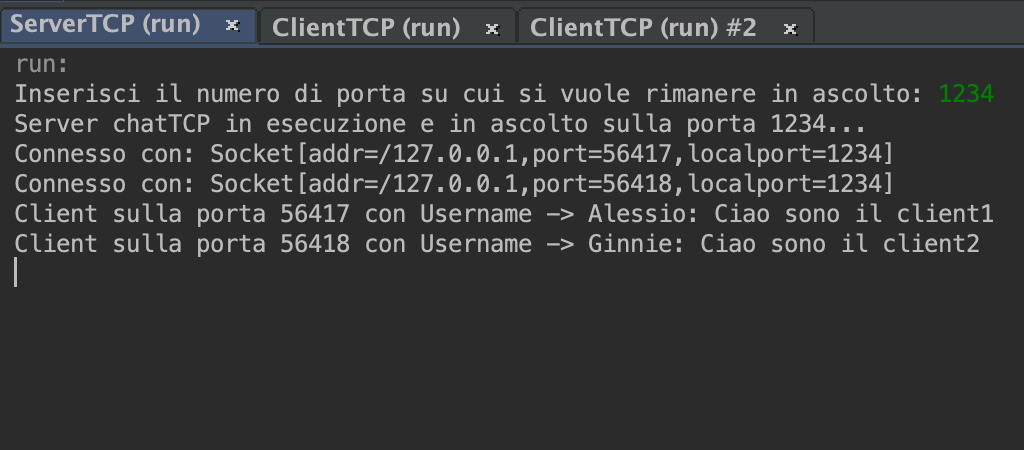 ServerTCP (run) ClientTCP (run) ClientTCP (run) #2
run:
Inserisci il numero di porta su cui si vuole rimanere in ascolto: 1234
Server chatTCP in esecuzione e in ascolto sulla porta 1234...
Connesso con: Socket[addr=/127.0.0.1,port=56417,localport=1234]
Connesso con: Socket[addr=/127.0.0.1,port=56418,localport=1234]
Client sulla porta 56417 con Username -> Alessio: Ciao sono il client1
Client sulla porta 56418 con Username -> Ginnie: Ciao sono il client2